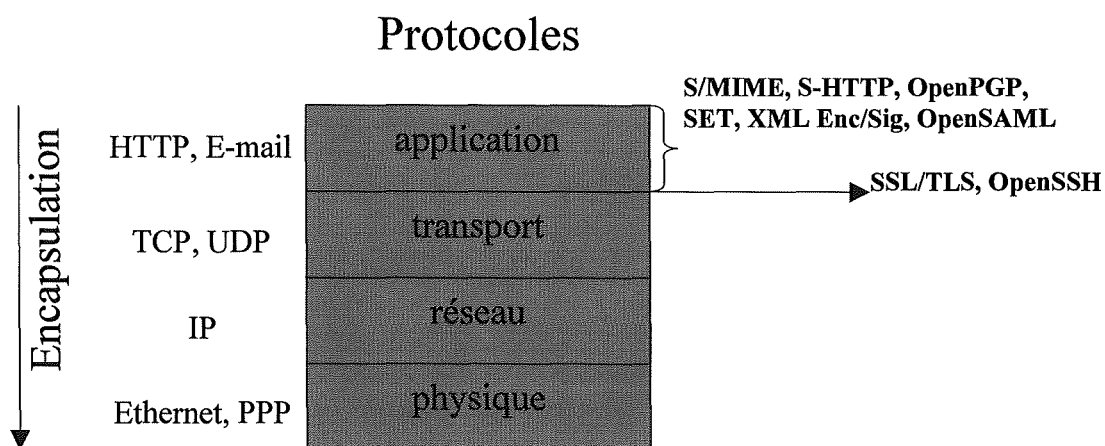 Protocoles
S/MIME, S-HTTP, OpenPGP,
SET, XML Enc/Sig, OpenSAML
HTTP, E-mail
application
SSL/TLS, OpenSSH
TCP, UDP
transport
IP
réseau
Ethernet, PPP
physique
Encapsulation